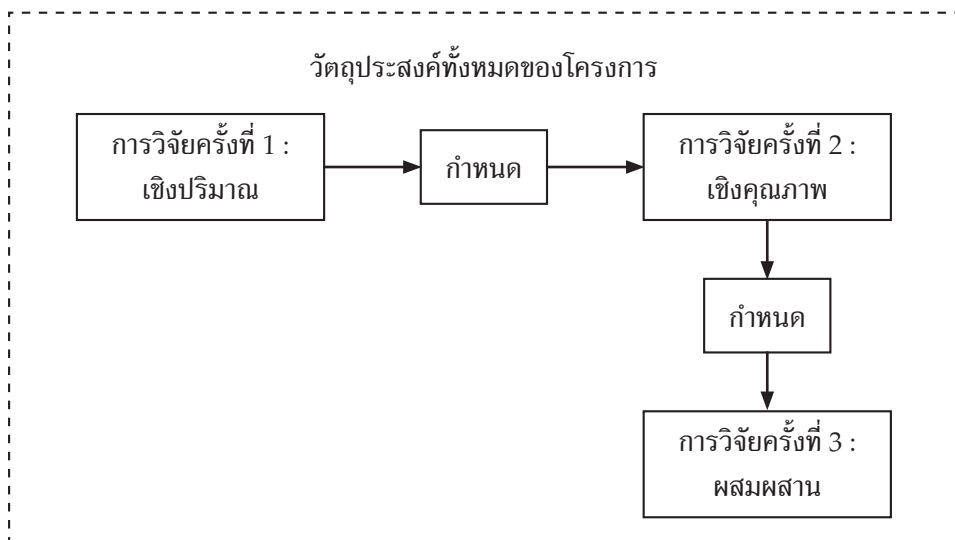 วัตถุประสงค์ทั้งหมดของโครงการ
การวิจัยครั้งที่ 1 :
เชิงปริมาณ
กำหนด
การวิจัยครั้งที่ 2 :
เชิงคุณภาพ
กำหนด
การวิจัยครั้งที่ 3 :
ผสมผสาน